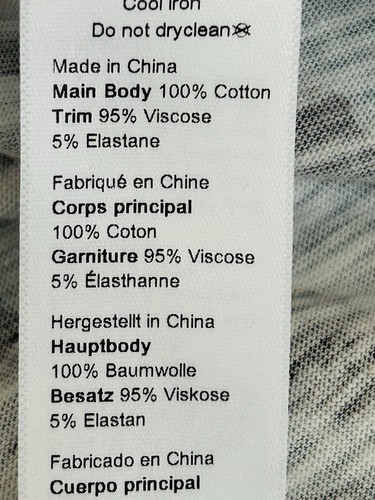 Cool Iron
Do not dryclean
Made in China
Main Body 100% Cotton
Trim 95% Viscose
5% Elastane
Fabriqué en Chine
Corps principal
100% Coton
Garniture 95% Viscose
5% Élasthanne
Hergestellt in China
Hauptbody
100% Baumwolle
Besatz 95% Viskose
5% Elastan
Fabricado en China
Cuerpo principal